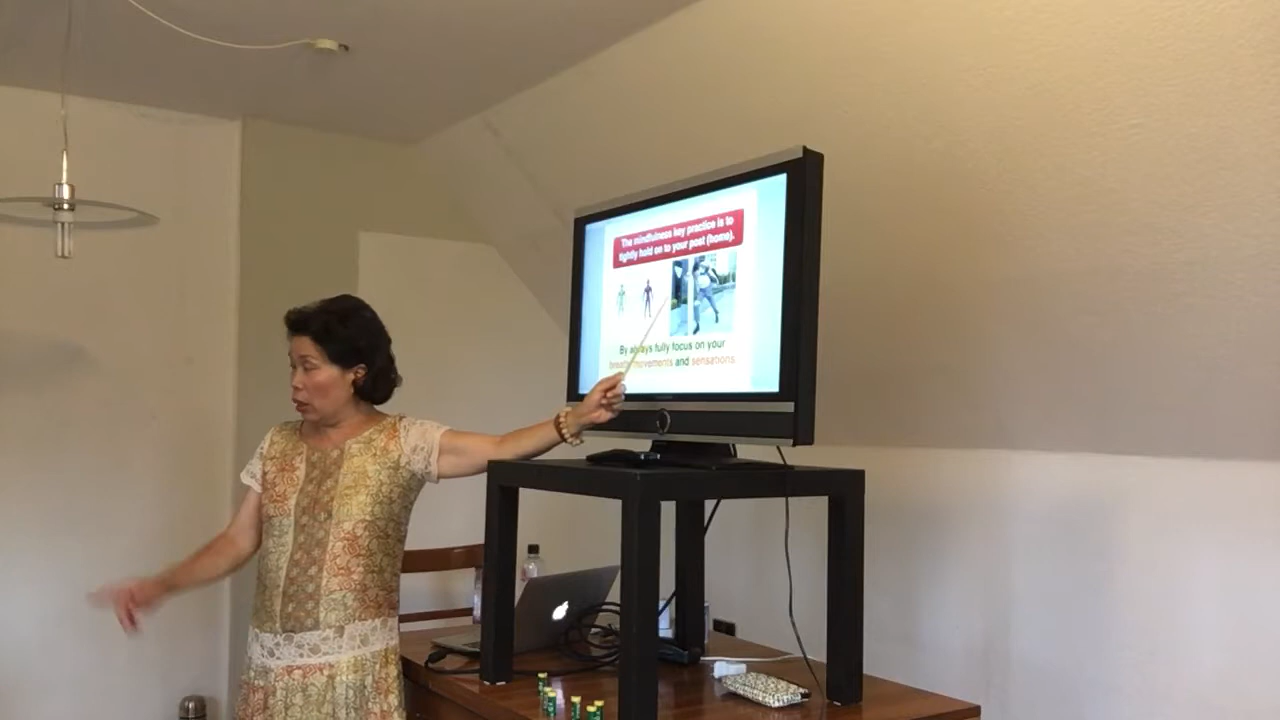 The mindfulness key practice is to
tightly hold on to your post (home).
By always fully focus on your
breath, movements and sensations